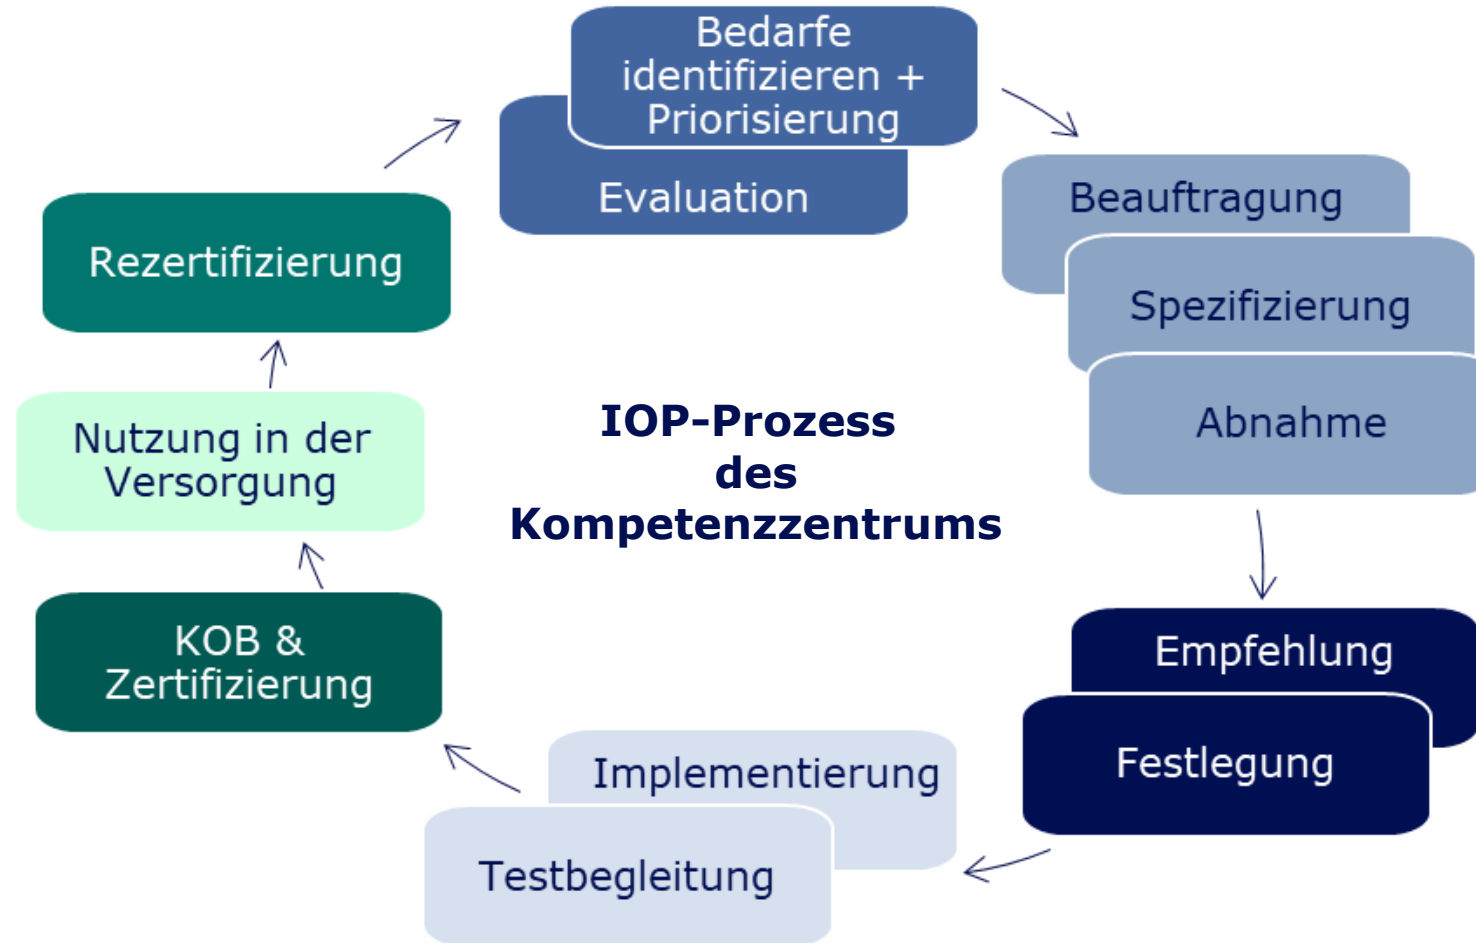 Bedarfe
identifizieren +
Priorisierung
Evaluation
Beauftragung
Spezifizierung
Abnahme
Empfehlung
Festlegung
Implementierung
Testbegleitung
KOB &
Zertifizierung
Nutzung in der
Versorgung
Rezertifizierung
IOP-Prozess
des
Kompetenzzentrums